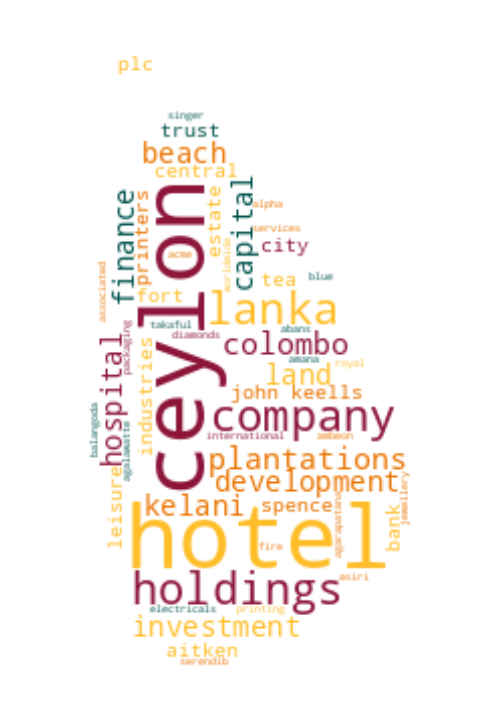 plc
singer
trust
beach
central
finance
printers
ceylon
estate
capital
alpha
services
worldwide
acme
city
associated
fort
tea
blue
lanka
takaful
diamonds
packaging
abans
colombo
amana
royal
hospital
industries
land
john keells
balangoda
agalawatte
company
international
ambeon
plantations
development
leisure
kelani
spence
agarapatana
bank
jewellery
hotel
fire
holdings
asiri
electricals
printing
investment
aitken
serendib